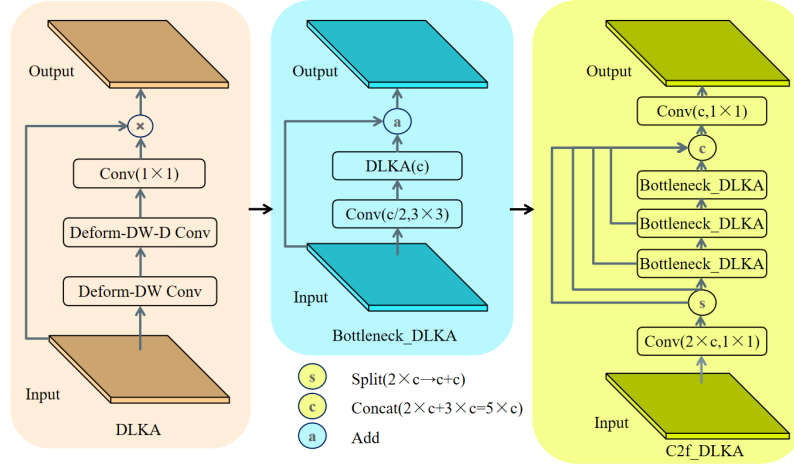 Output
×
Conv(1×1)
Deform-DW-D Conv
Deform-DW Conv
Input
DLKA
Output
a
DLKA(c)
Conv(c/2,3×3)
Input
Bottleneck_DLKA
s Split(2×c→c+c)
c Concat(2×c+3×c=5×c)
a Add
Output
Conv(c,1×1)
c
Bottleneck_DLKA
Bottleneck_DLKA
Bottleneck_DLKA
s
Conv(2×c,1×1)
Input
C2f_DLKA